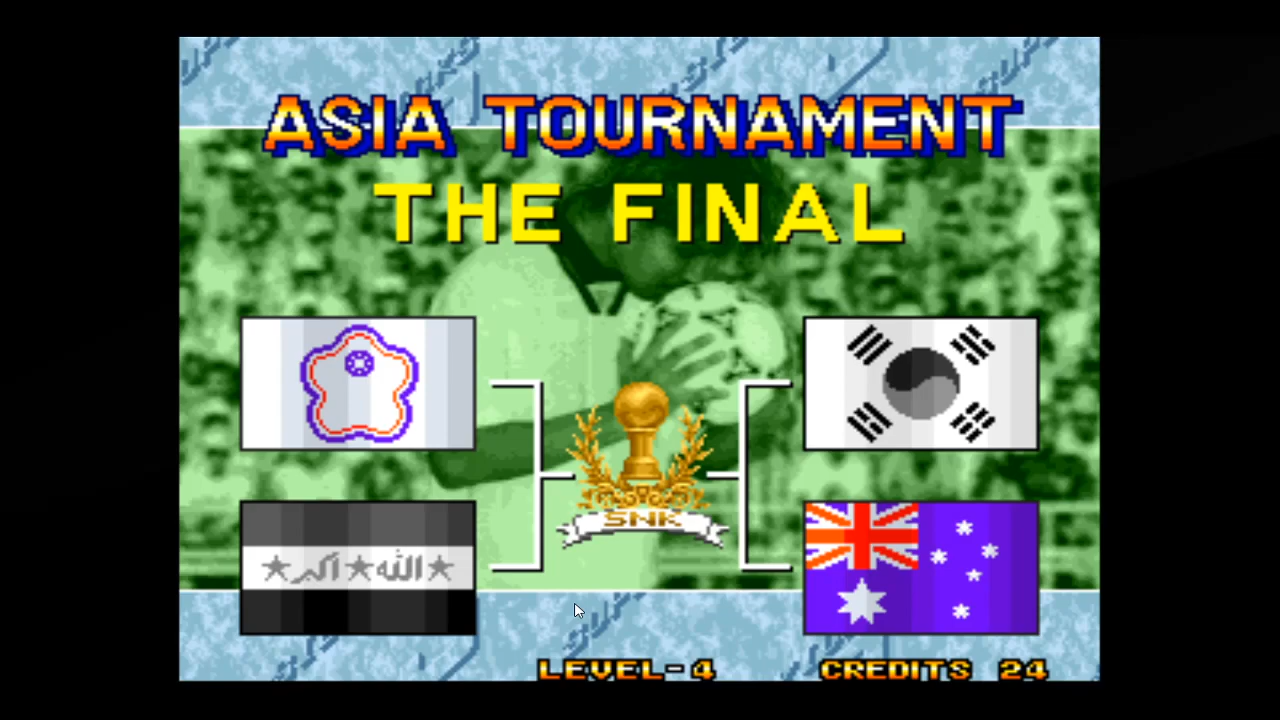 ASIA TOURNAMENT
THE FINAL
★الله★اكبر★
SNK
LEVEL-4 CREDITS 24